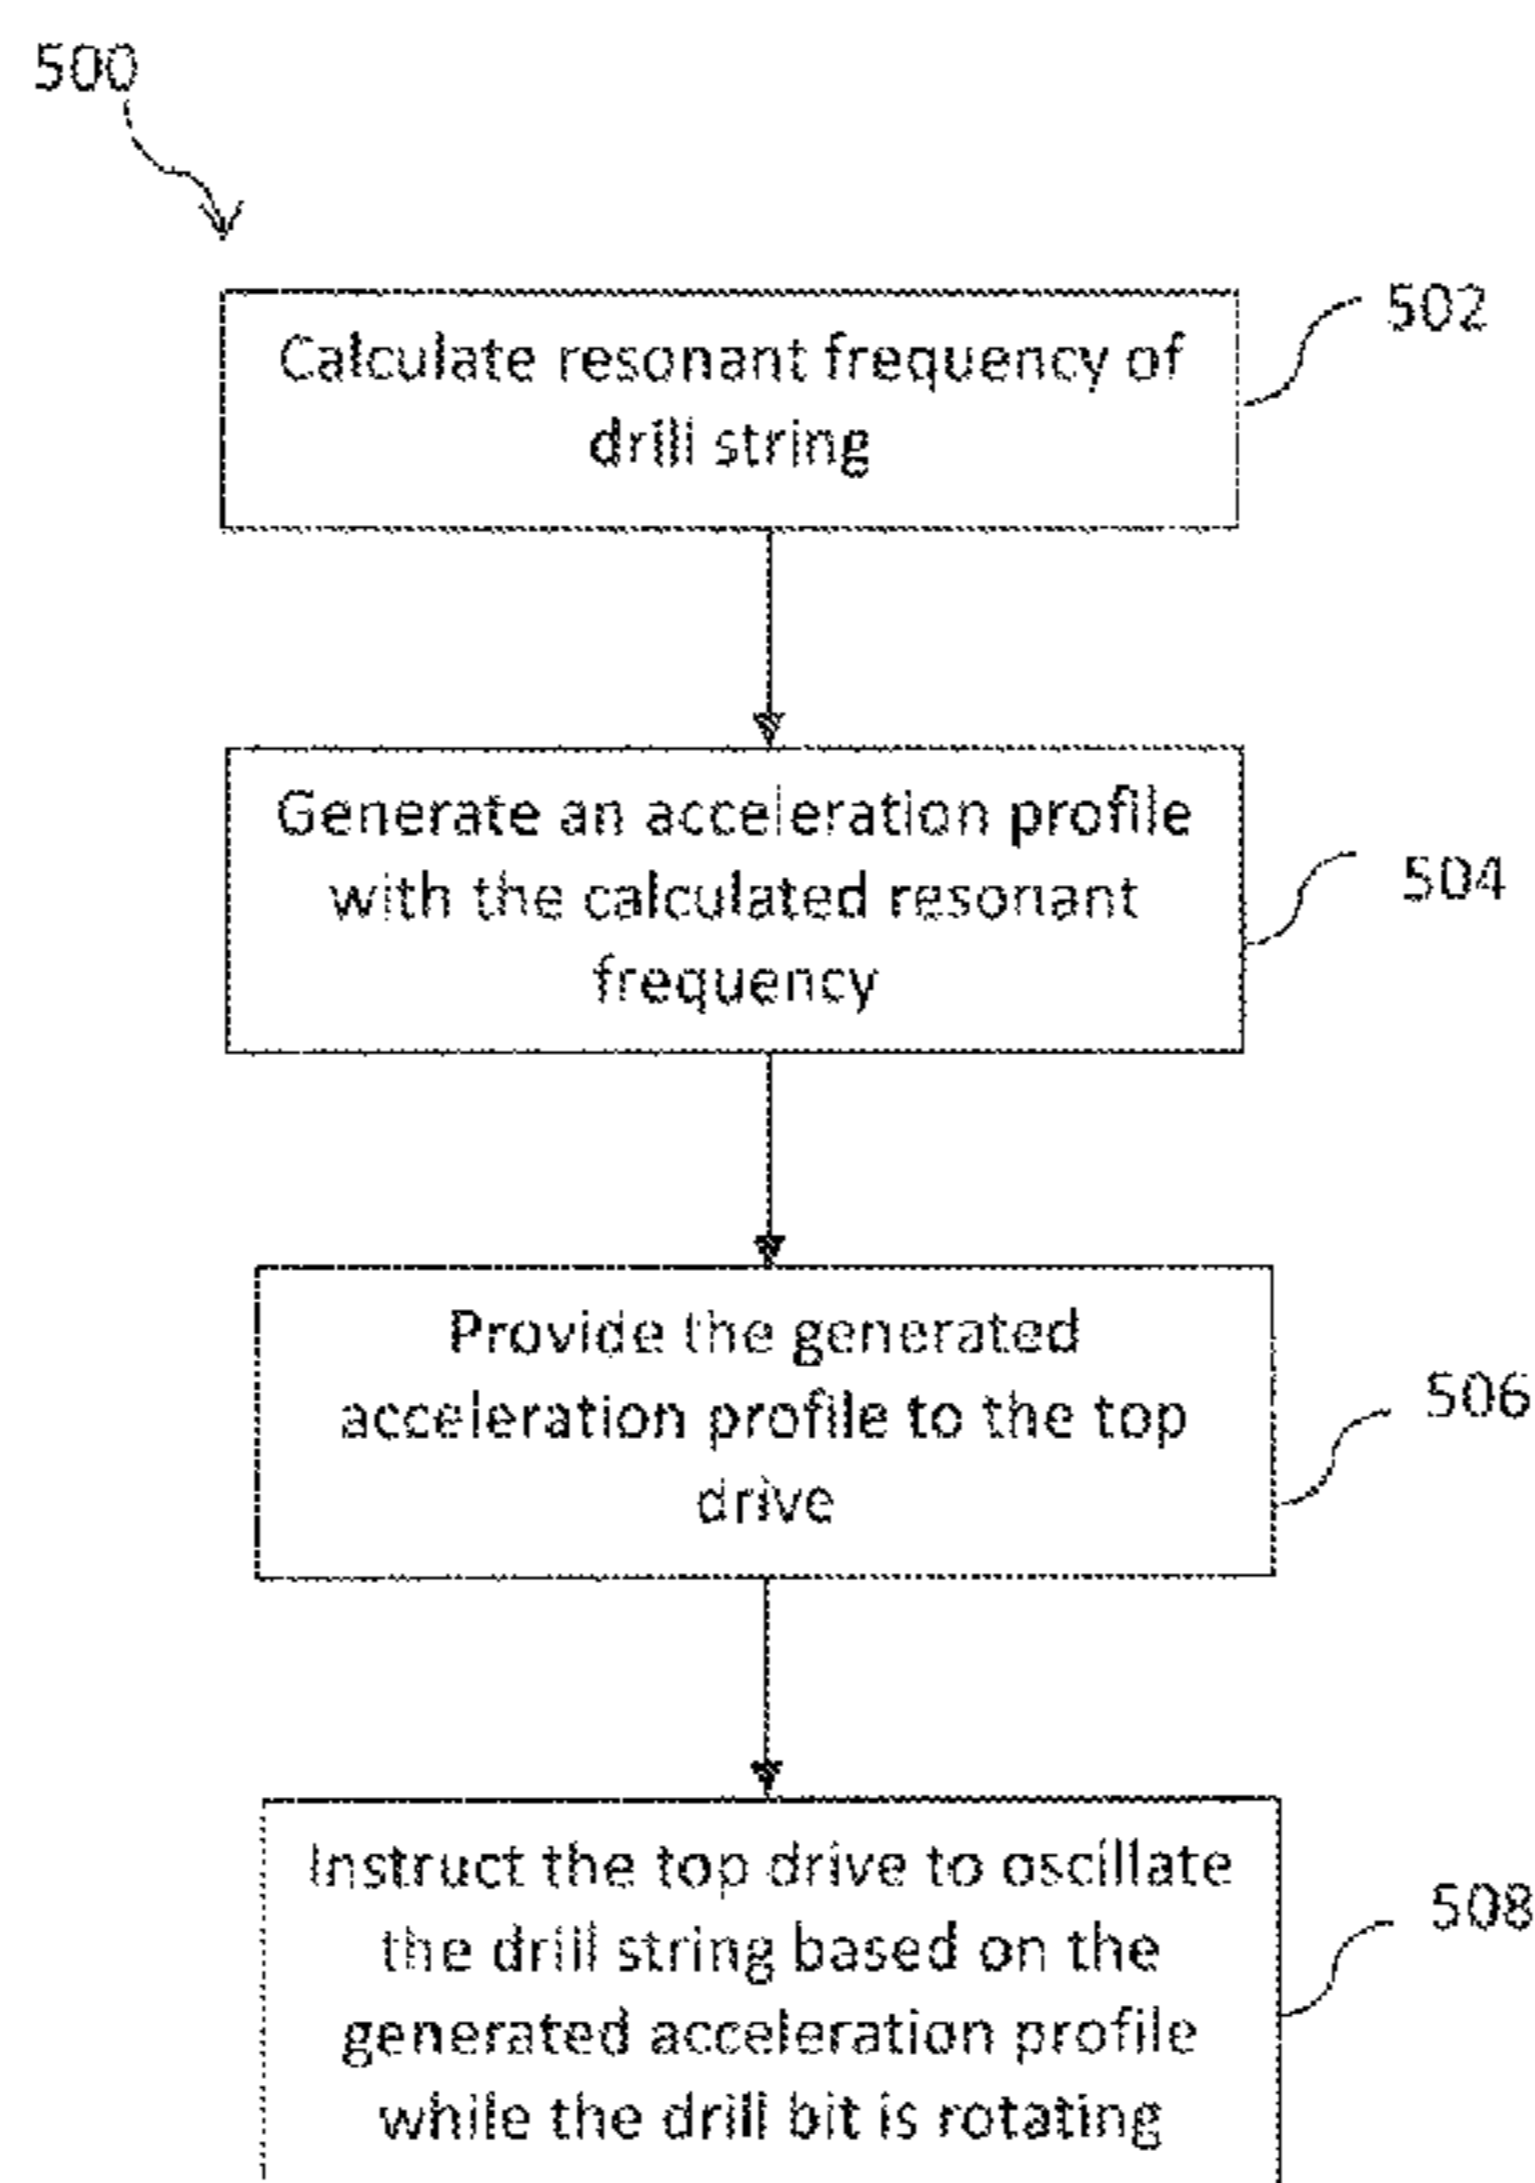 500
Calculate resonant frequency of
drill string
502
Generate an acceleration profile
with the calculated resonant
frequency
504
Provide the generated
acceleration profile to the top
drive
506
Instruct the top drive to oscillate
the drill string based on the
generated acceleration profile
while the drill bit is rotating
508